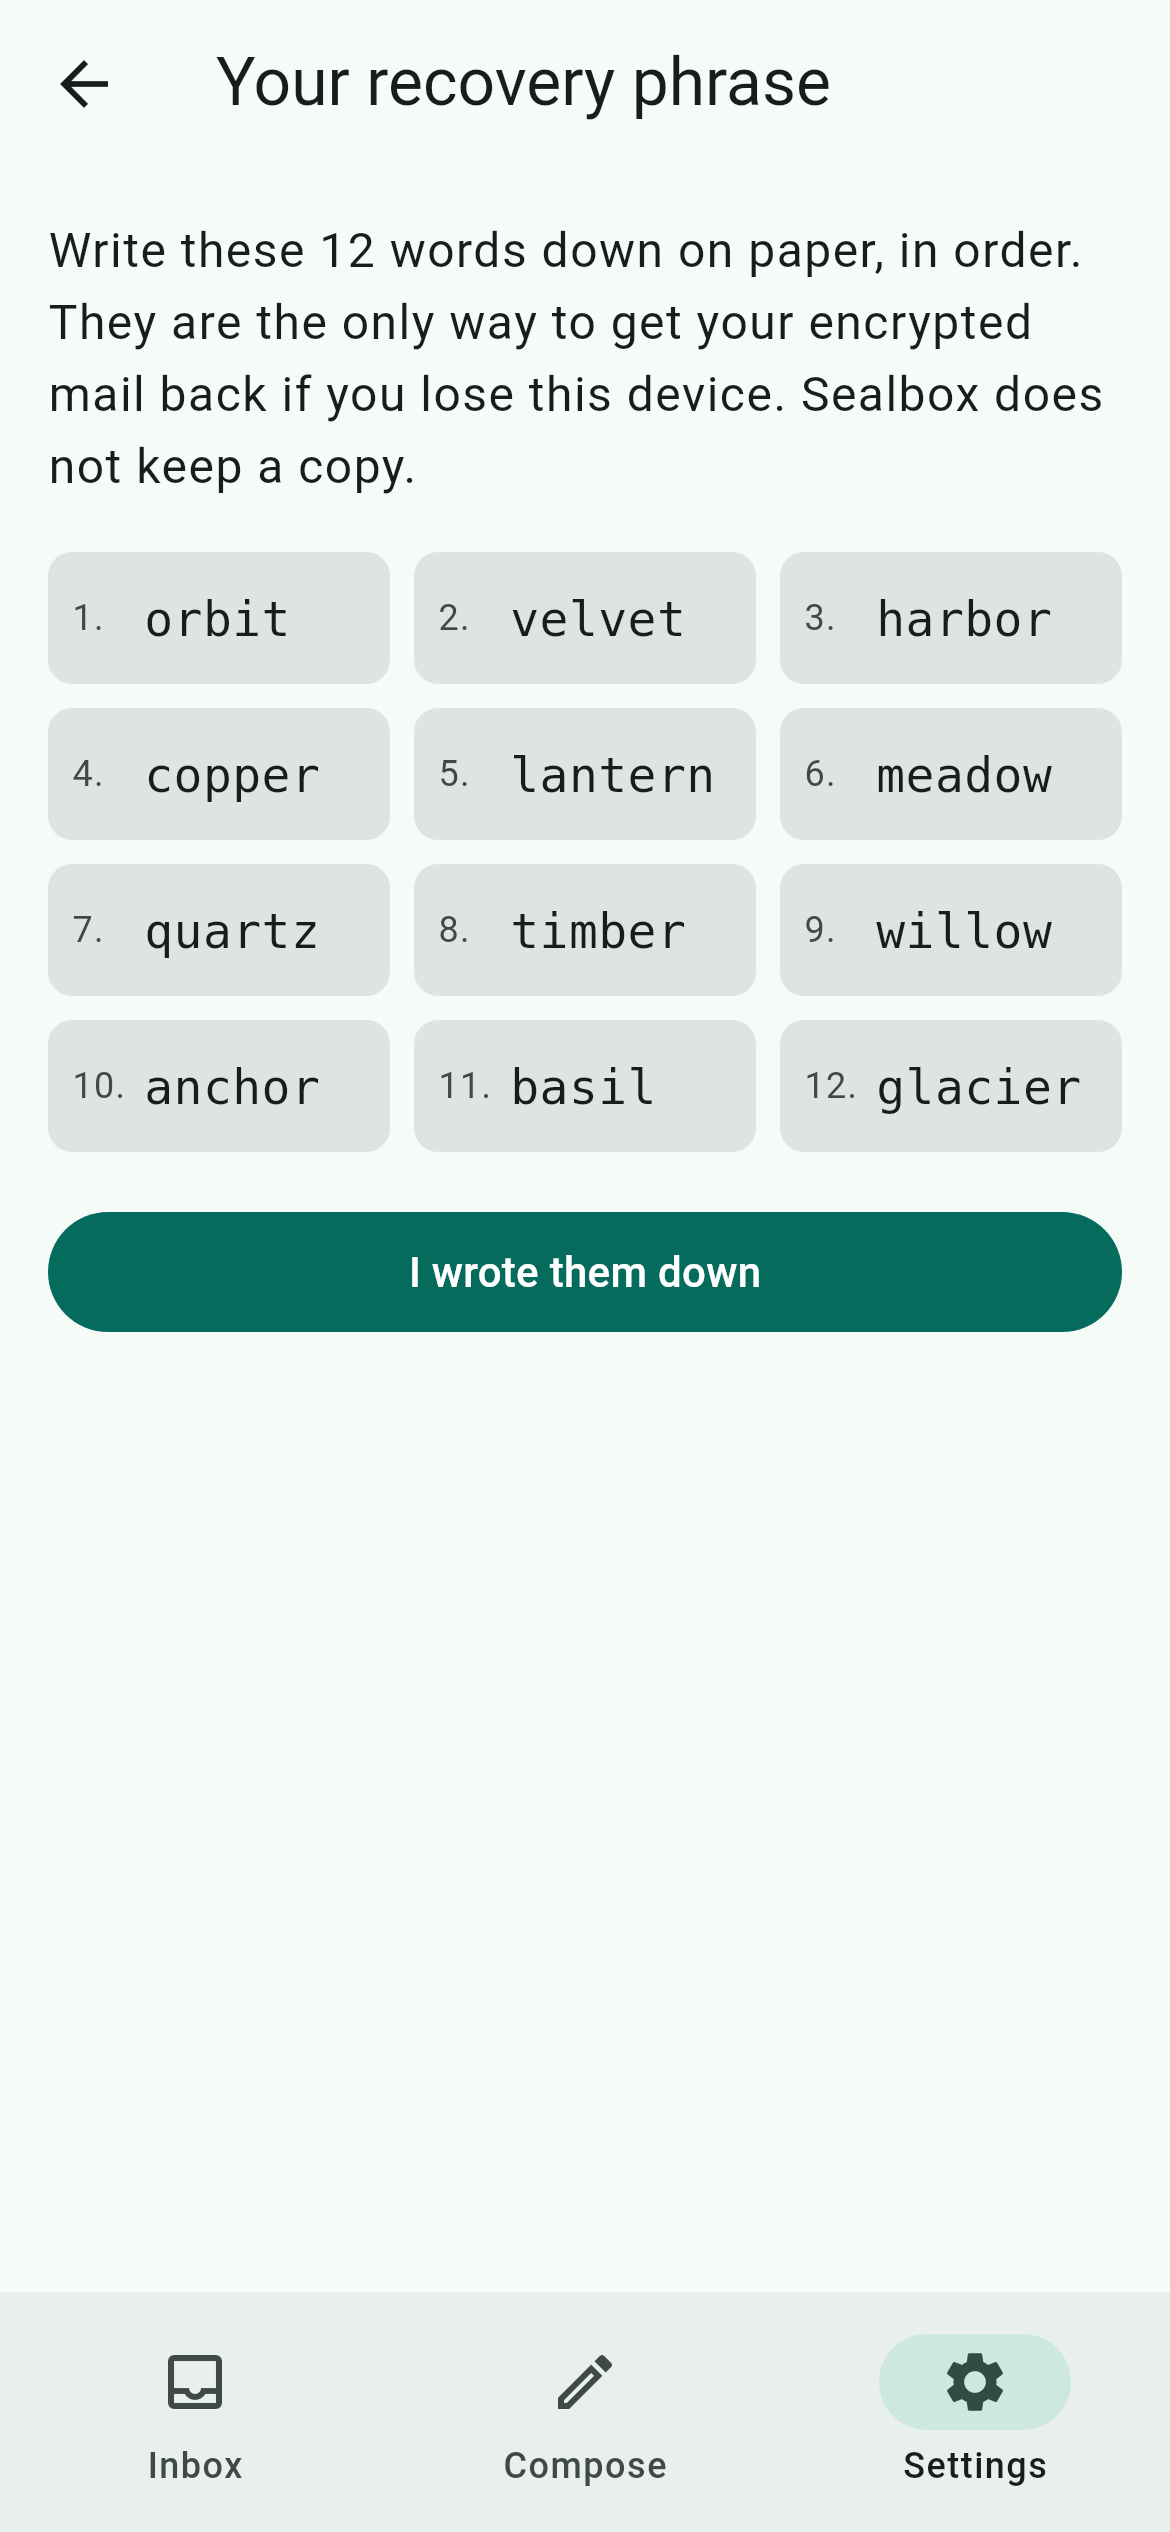 Your recovery phrase
Write these 12 words down on paper, in order.
They are the only way to get your encrypted
mail back if you lose this device. Sealbox does
not keep a copy.
1. orbit 2. velvet 3. harbor
4. copper 5. lantern 6. meadow
7. quartz 8. timber 9. willow
10. anchor 11. basil 12. glacier
I wrote them down
Inbox Compose Settings